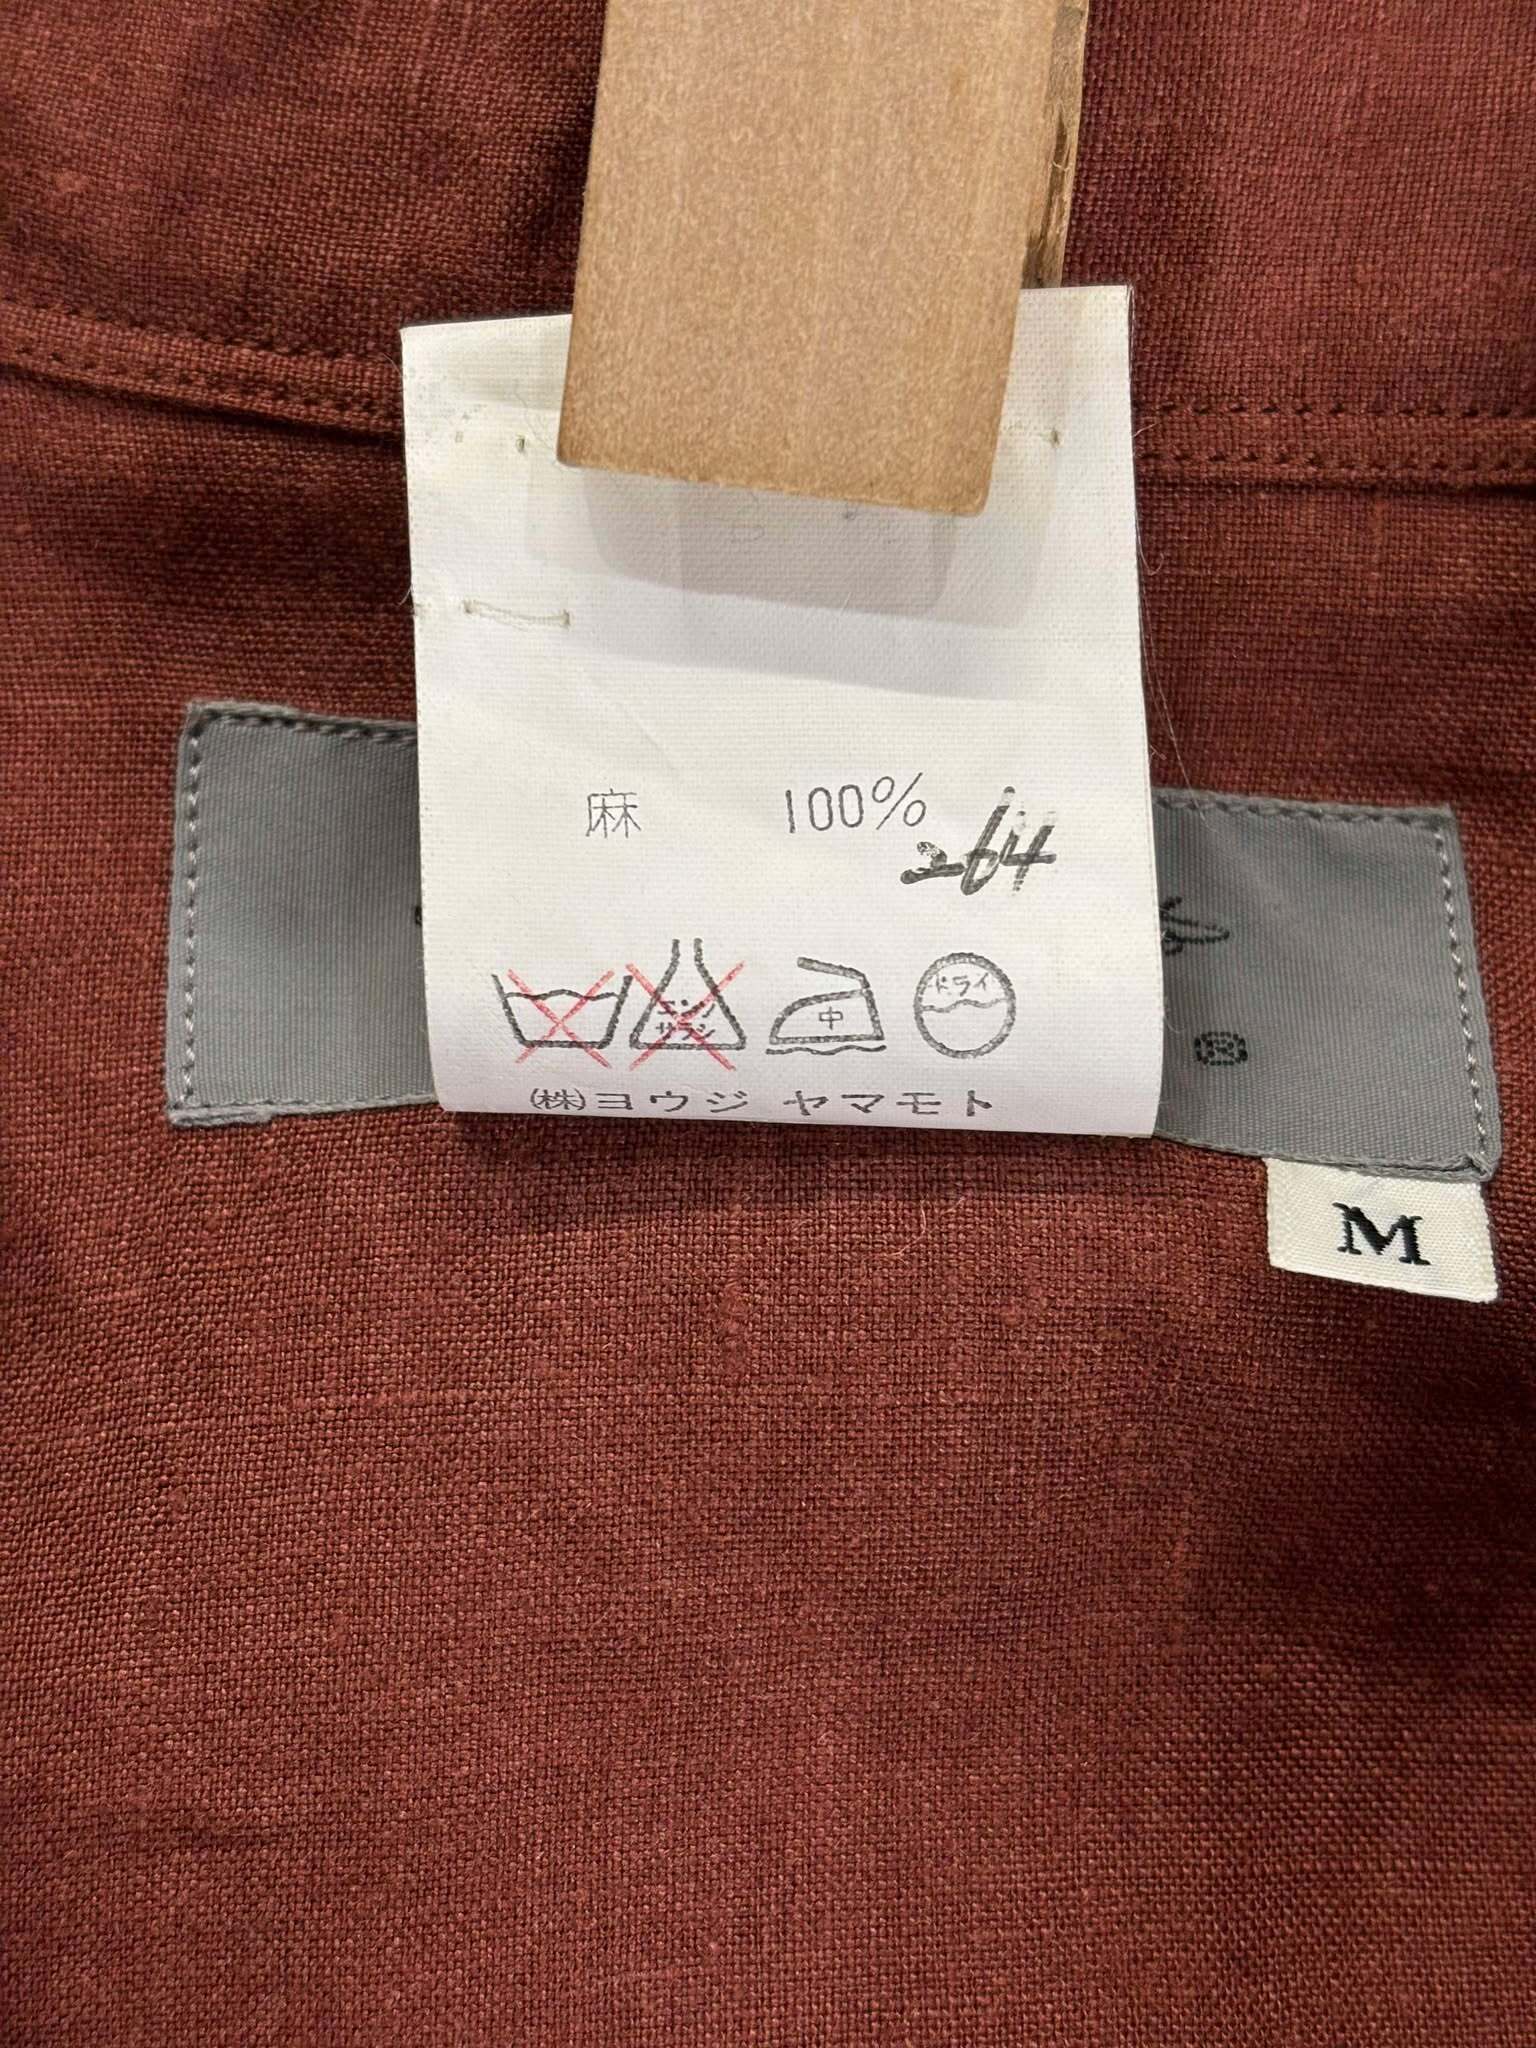 麻 100%
264
エンソ
サラシ
中
ドライ
㈱ヨウジ ヤマモト
®
M